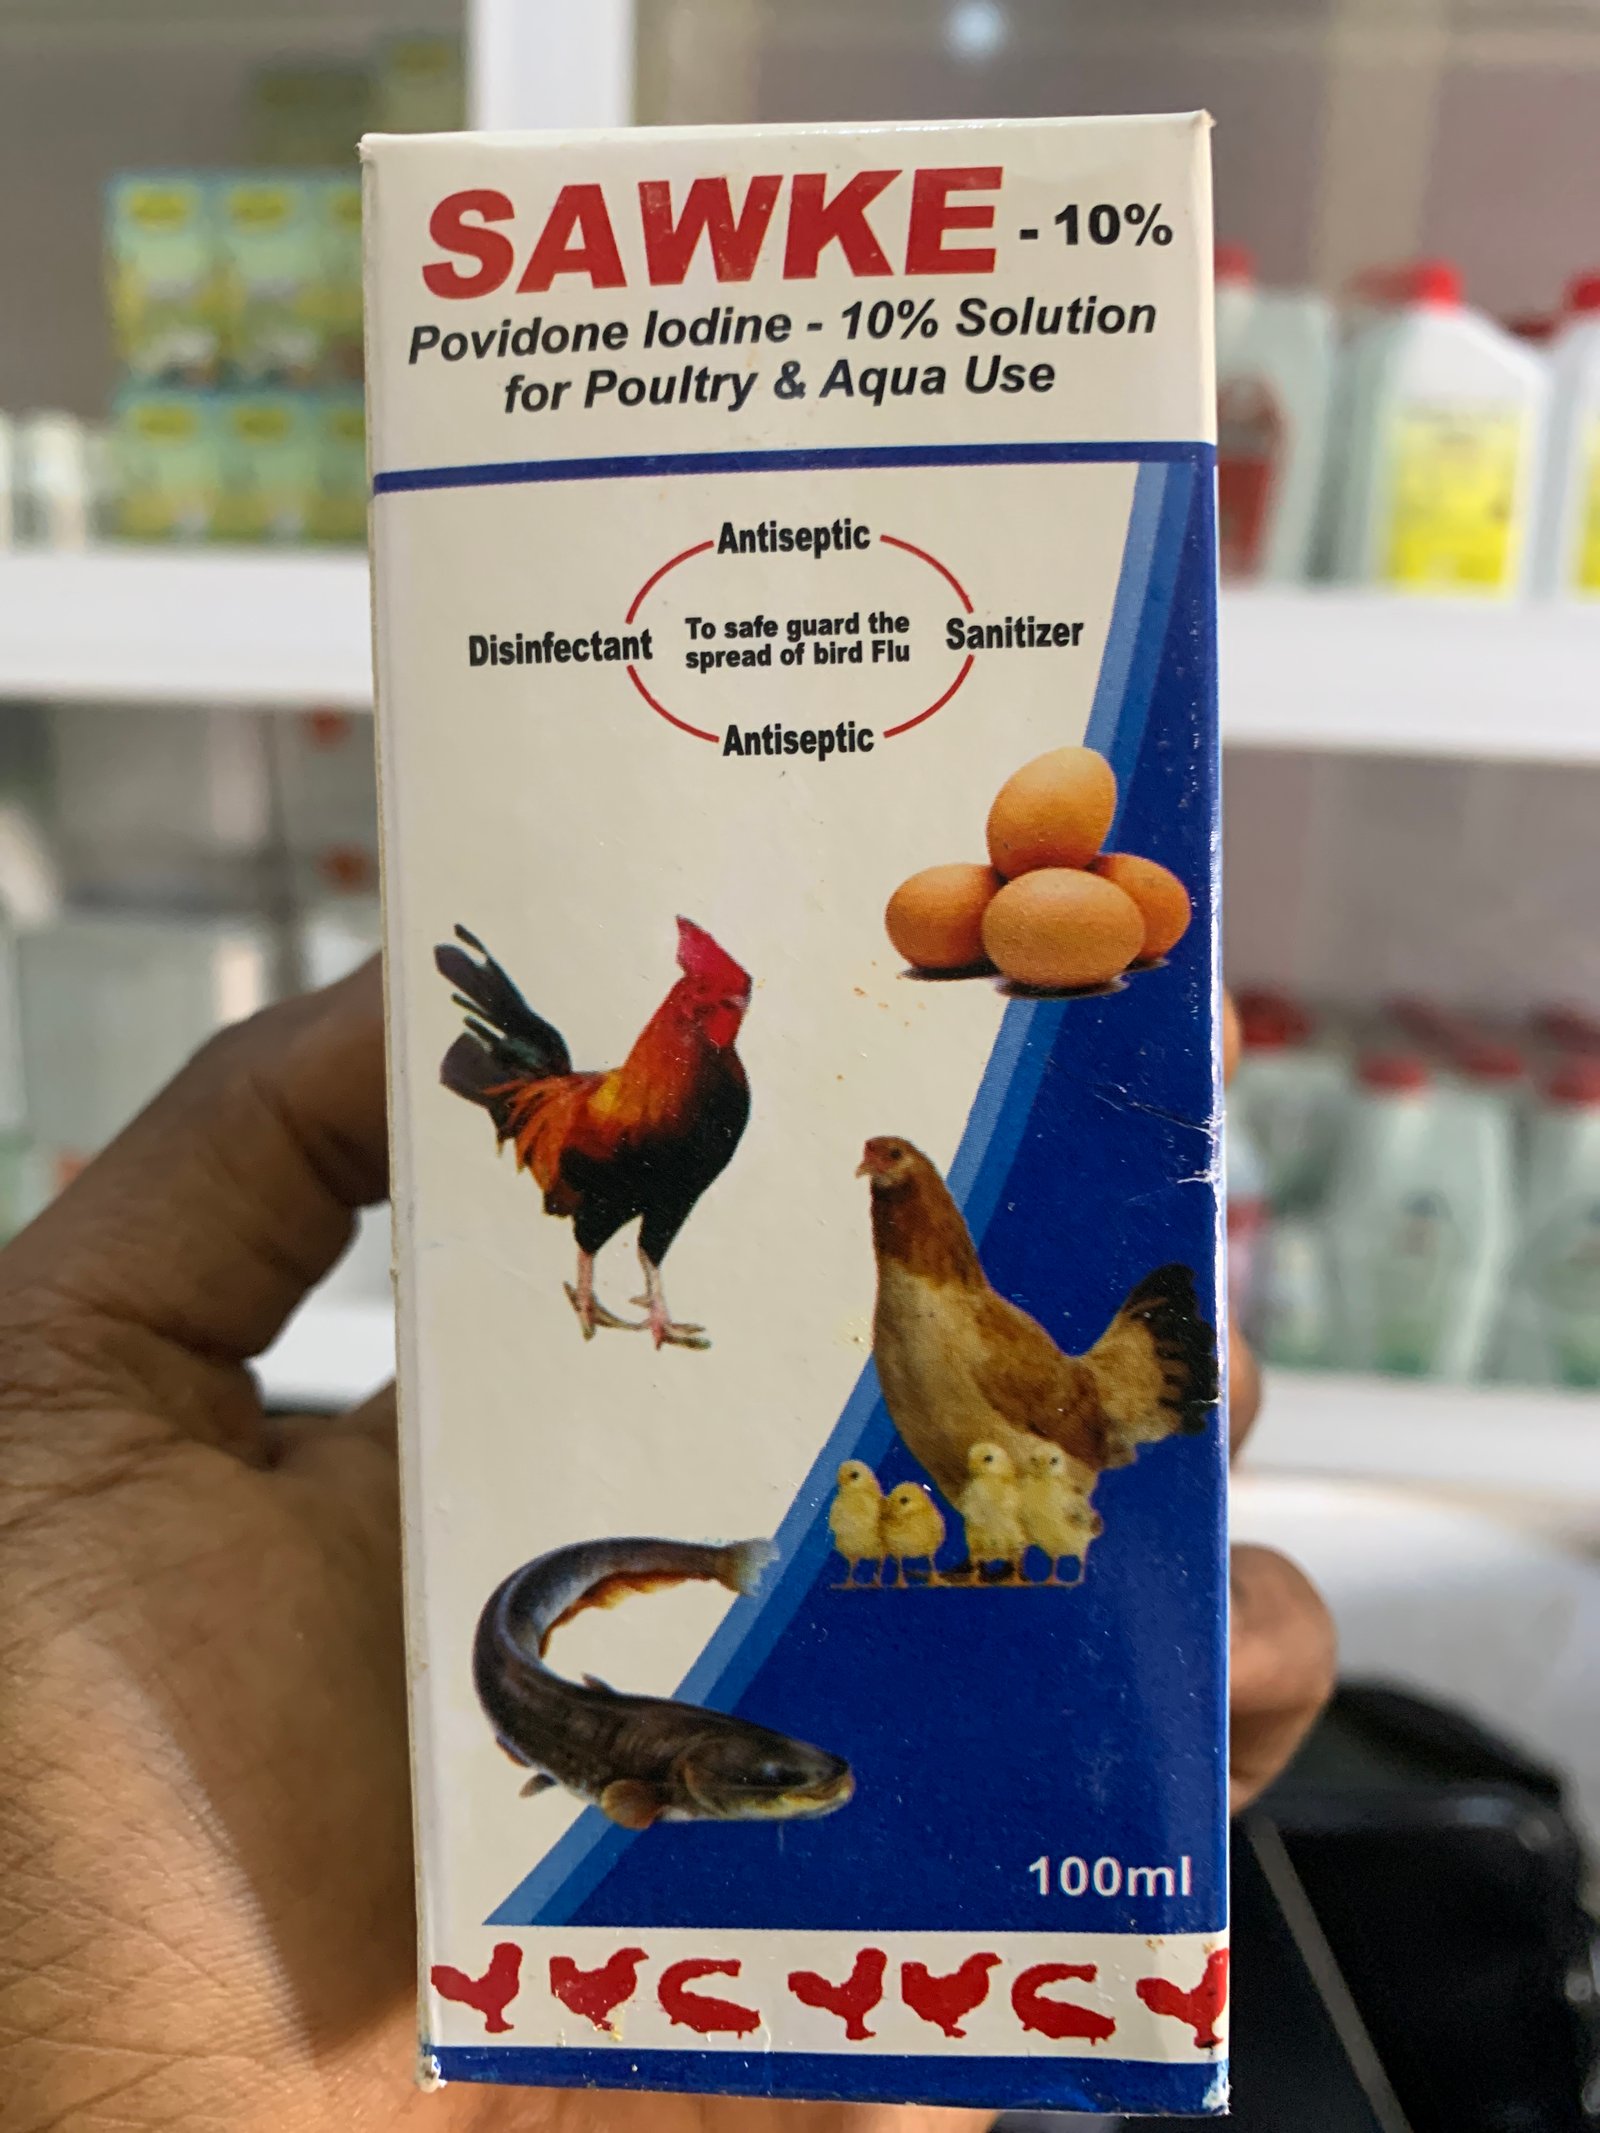 SAWKE - 10%
Povidone Iodine - 10% Solution
for Poultry & Aqua Use
Antiseptic
Disinfectant
To safe guard the
spread of bird Flu
Sanitizer
Antiseptic
100ml